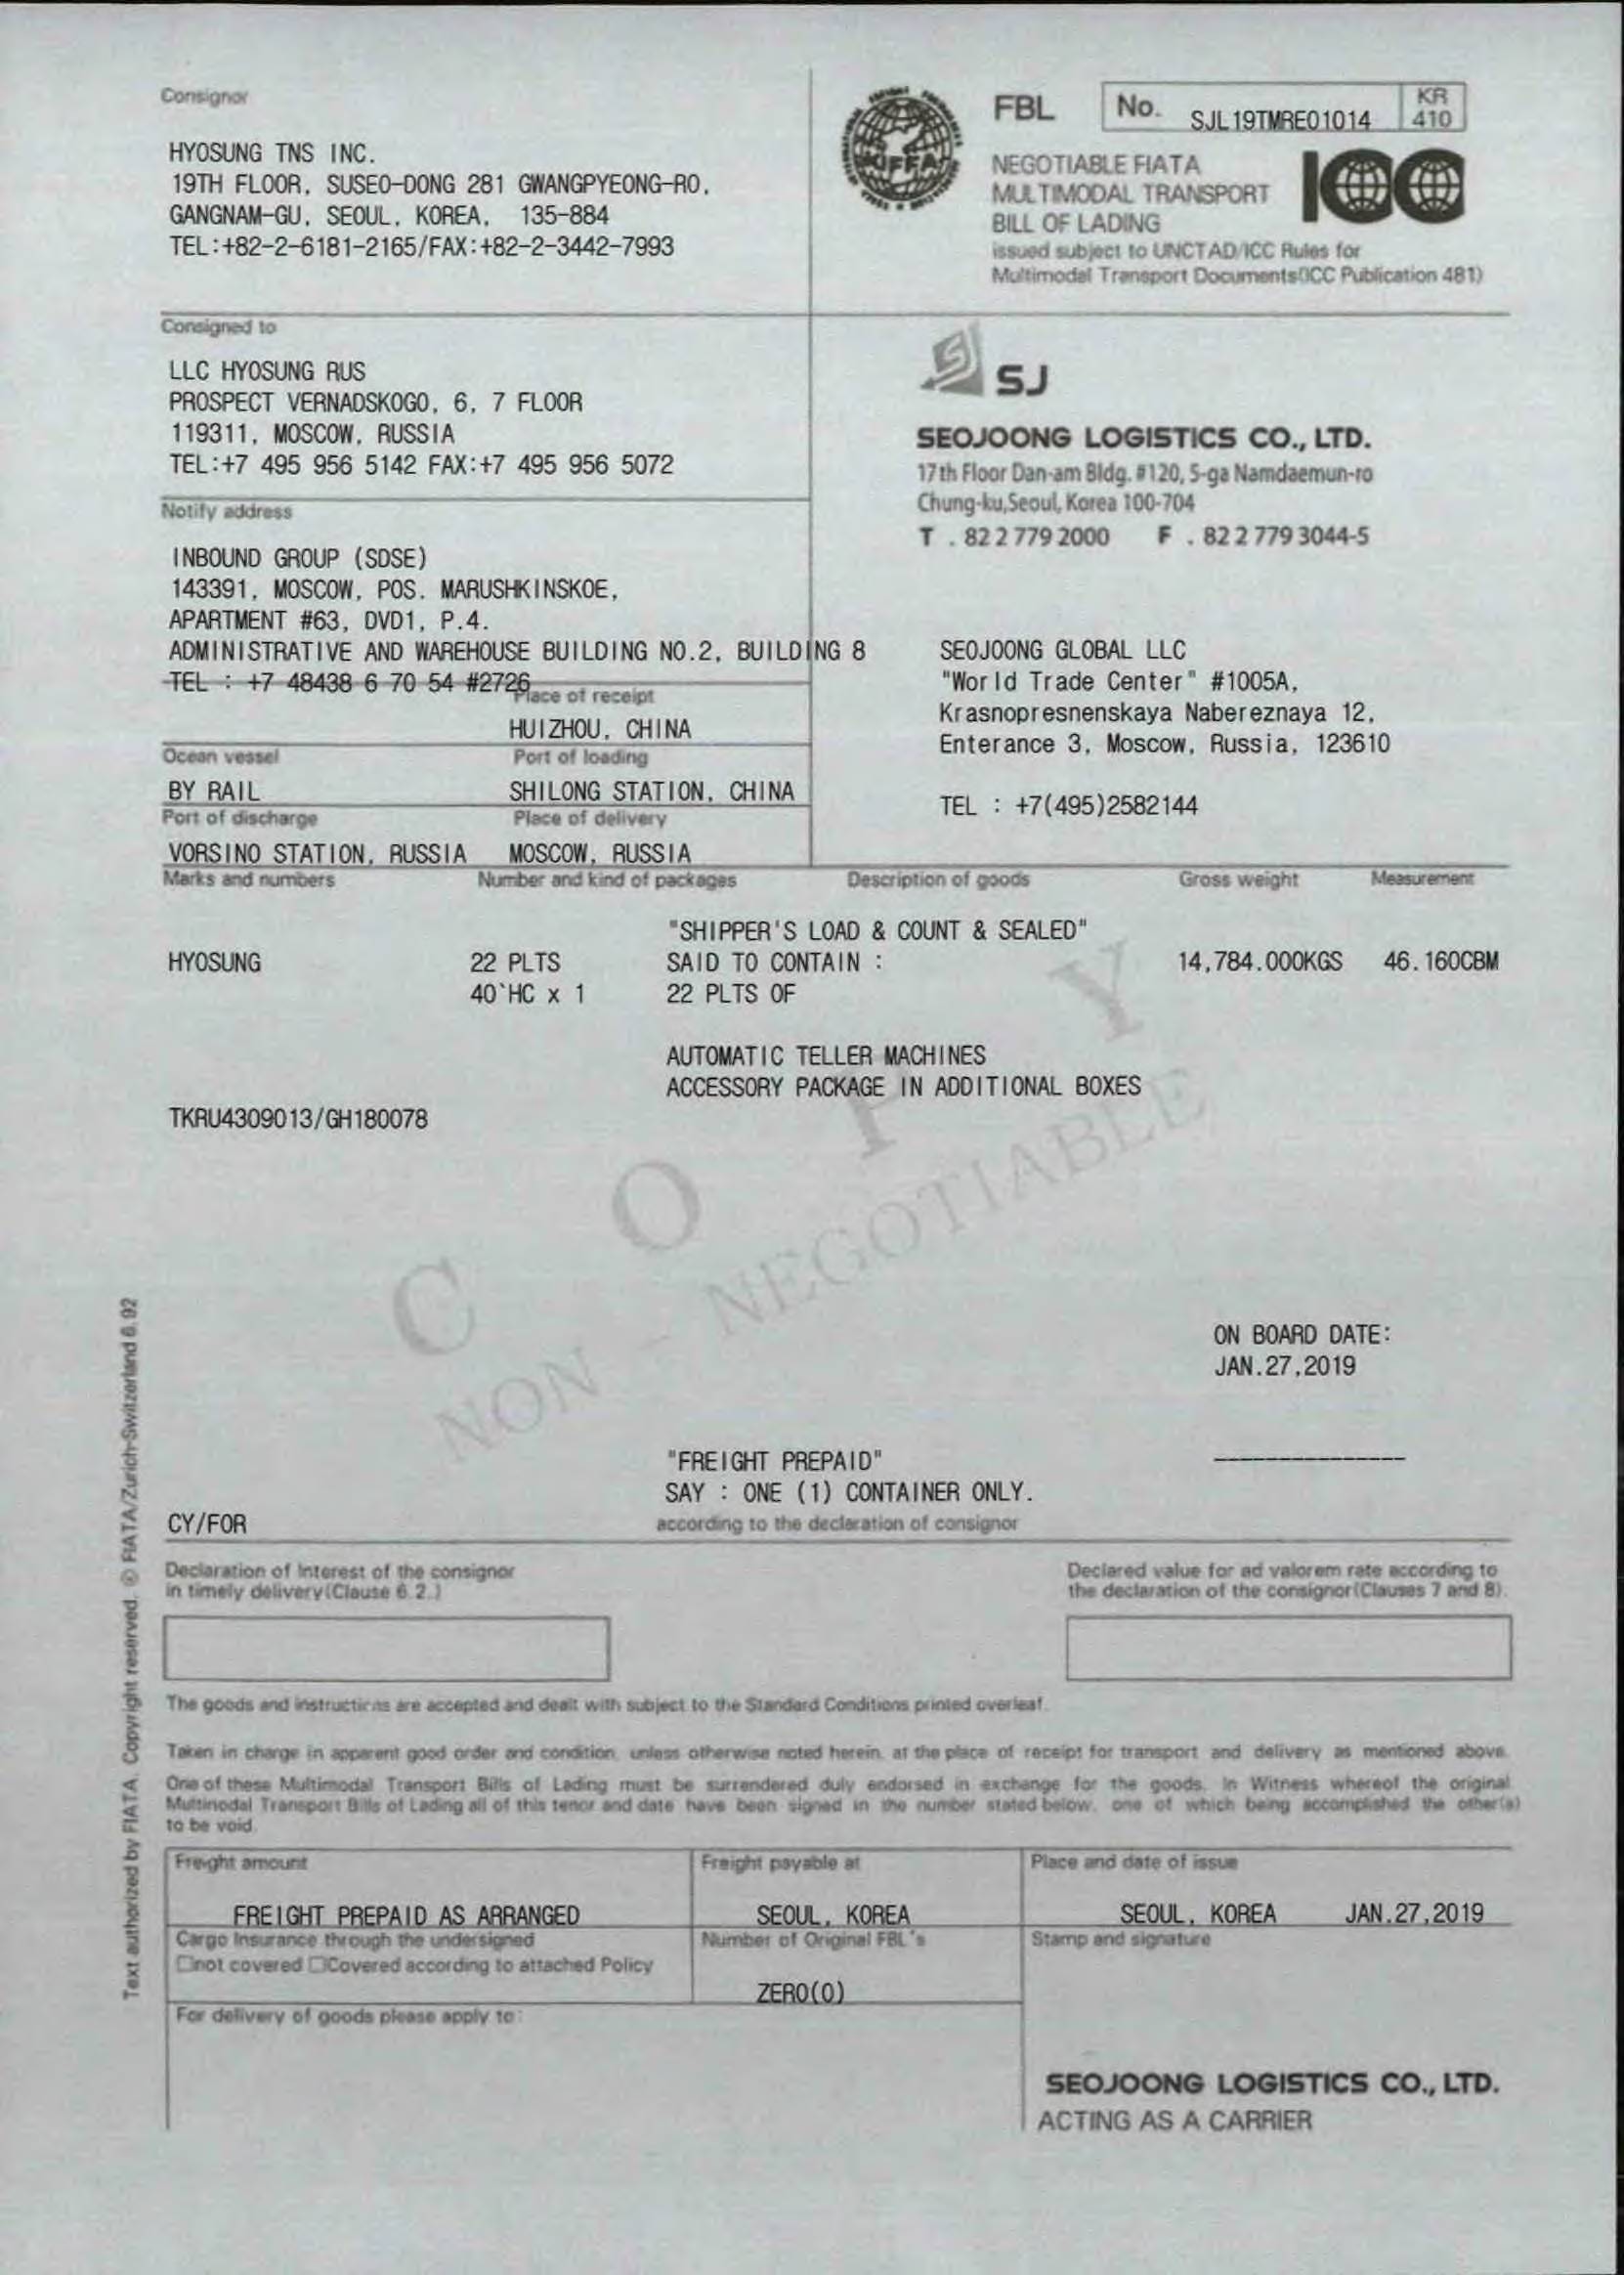 Consignor
HYOSUNG TNS INC.
19TH FLOOR, SUSEO-DONG 281 GWANGPYEONG-RO,
GANGNAM-GU, SEOUL, KOREA, 135-884
TEL:+82-2-6181-2165/FAX:+82-2-3442-7993
FIFFA
FBL
No. SJL19TMRE01014
KR
410
NEGOTIABLE FIATA
MULTIMODAL TRANSPORT
BILL OF LADING
issued subject to UNCTAD/ICC Rules for
Multimodal Transport Documents(ICC Publication 481)
ICC
Consigned to
LLC HYOSUNG RUS
PROSPECT VERNADSKOGO, 6, 7 FLOOR
119311, MOSCOW, RUSSIA
TEL:+7 495 956 5142 FAX:+7 495 956 5072
SJ
SEOJOONG LOGISTICS CO., LTD.
17th Floor Dan-am Bldg. #120, 5-ga Namdaemun-ro
Chung-ku,Seoul, Korea 100-704
T . 82 2 779 2000 F . 82 2 779 3044-5
Notify address
INBOUND GROUP (SDSE)
143391, MOSCOW, POS. MARUSHKINSKOE,
APARTMENT #63, DVD1, P.4.
ADMINISTRATIVE AND WAREHOUSE BUILDING NO.2, BUILDING 8
TEL : +7 48438 6 70 54 #2726
SEOJOONG GLOBAL LLC
"World Trade Center" #1005A,
Krasnopresnenskaya Nabereznaya 12,
Enterance 3, Moscow, Russia, 123610
TEL : +7(495)2582144
Place of receipt
HUIZHOU, CHINA
Ocean vessel Port of loading
BY RAIL SHILONG STATION, CHINA
Port of discharge Place of delivery
VORSINO STATION, RUSSIA MOSCOW, RUSSIA
Marks and numbers Number and kind of packages Description of goods Gross weight Measurement
"SHIPPER'S LOAD & COUNT & SEALED"
HYOSUNG 22 PLTS SAID TO CONTAIN : 14,784.000KGS 46.160CBM
40`HC x 1 22 PLTS OF
AUTOMATIC TELLER MACHINES
ACCESSORY PACKAGE IN ADDITIONAL BOXES
TKRU4309013/GH180078
COPY
NON - NEGOTIABLE
ON BOARD DATE:
JAN.27,2019
"FREIGHT PREPAID"
SAY : ONE (1) CONTAINER ONLY.
CY/FOR
according to the declaration of consignor
Declaration of Interest of the consignor
in timely delivery(Clause 6.2.)
Declared value for ad valorem rate according to
the declaration of the consignor(Clauses 7 and 8).
The goods and instructions are accepted and dealt with subject to the Standard Conditions printed overleaf.
Taken in charge in apparent good order and condition, unless otherwise noted herein, at the place of receipt for transport and delivery as mentioned above.
One of these Multimodal Transport Bills of Lading must be surrendered duly endorsed in exchange for the goods. In Witness whereof the original
Multinodal Transport Bills of Lading all of this tenor and date have been signed in the number stated below, one of which being accomplished the other(s)
to be void.
Freight amount
FREIGHT PREPAID AS ARRANGED
Freight payable at
SEOUL, KOREA
Place and date of issue
SEOUL, KOREA JAN.27,2019
Cargo Insurance through the undersigned
□not covered □Covered according to attached Policy
Number of Original FBL's
ZERO(0)
Stamp and signature
For delivery of goods please apply to:
SEOJOONG LOGISTICS CO., LTD.
ACTING AS A CARRIER
Text authorized by FIATA. Copyright reserved. © FIATA/Zurich-Switzerland 6.92